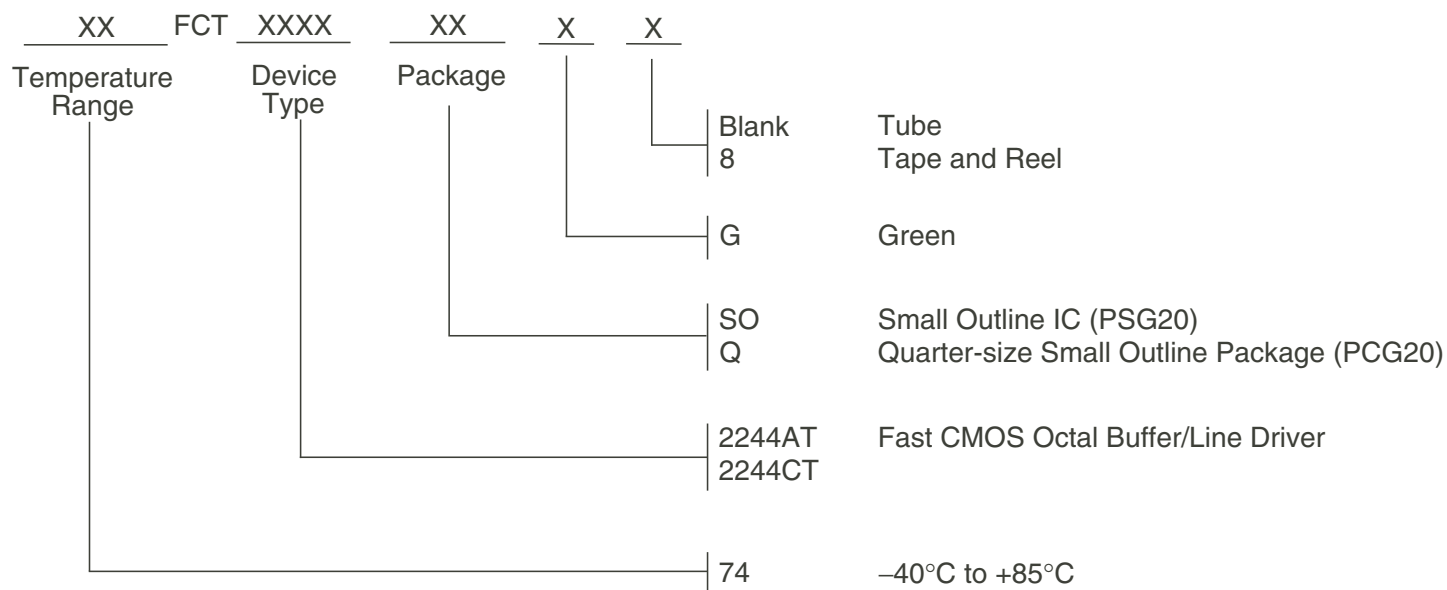 XX FCT XXXX XX X X
Temperature Range
Device Type
Package
Blank Tube
8 Tape and Reel
G Green
SO Small Outline IC (PSG20)
Q Quarter-size Small Outline Package (PCG20)
2244AT Fast CMOS Octal Buffer/Line Driver
2244CT
74 –40°C to +85°C